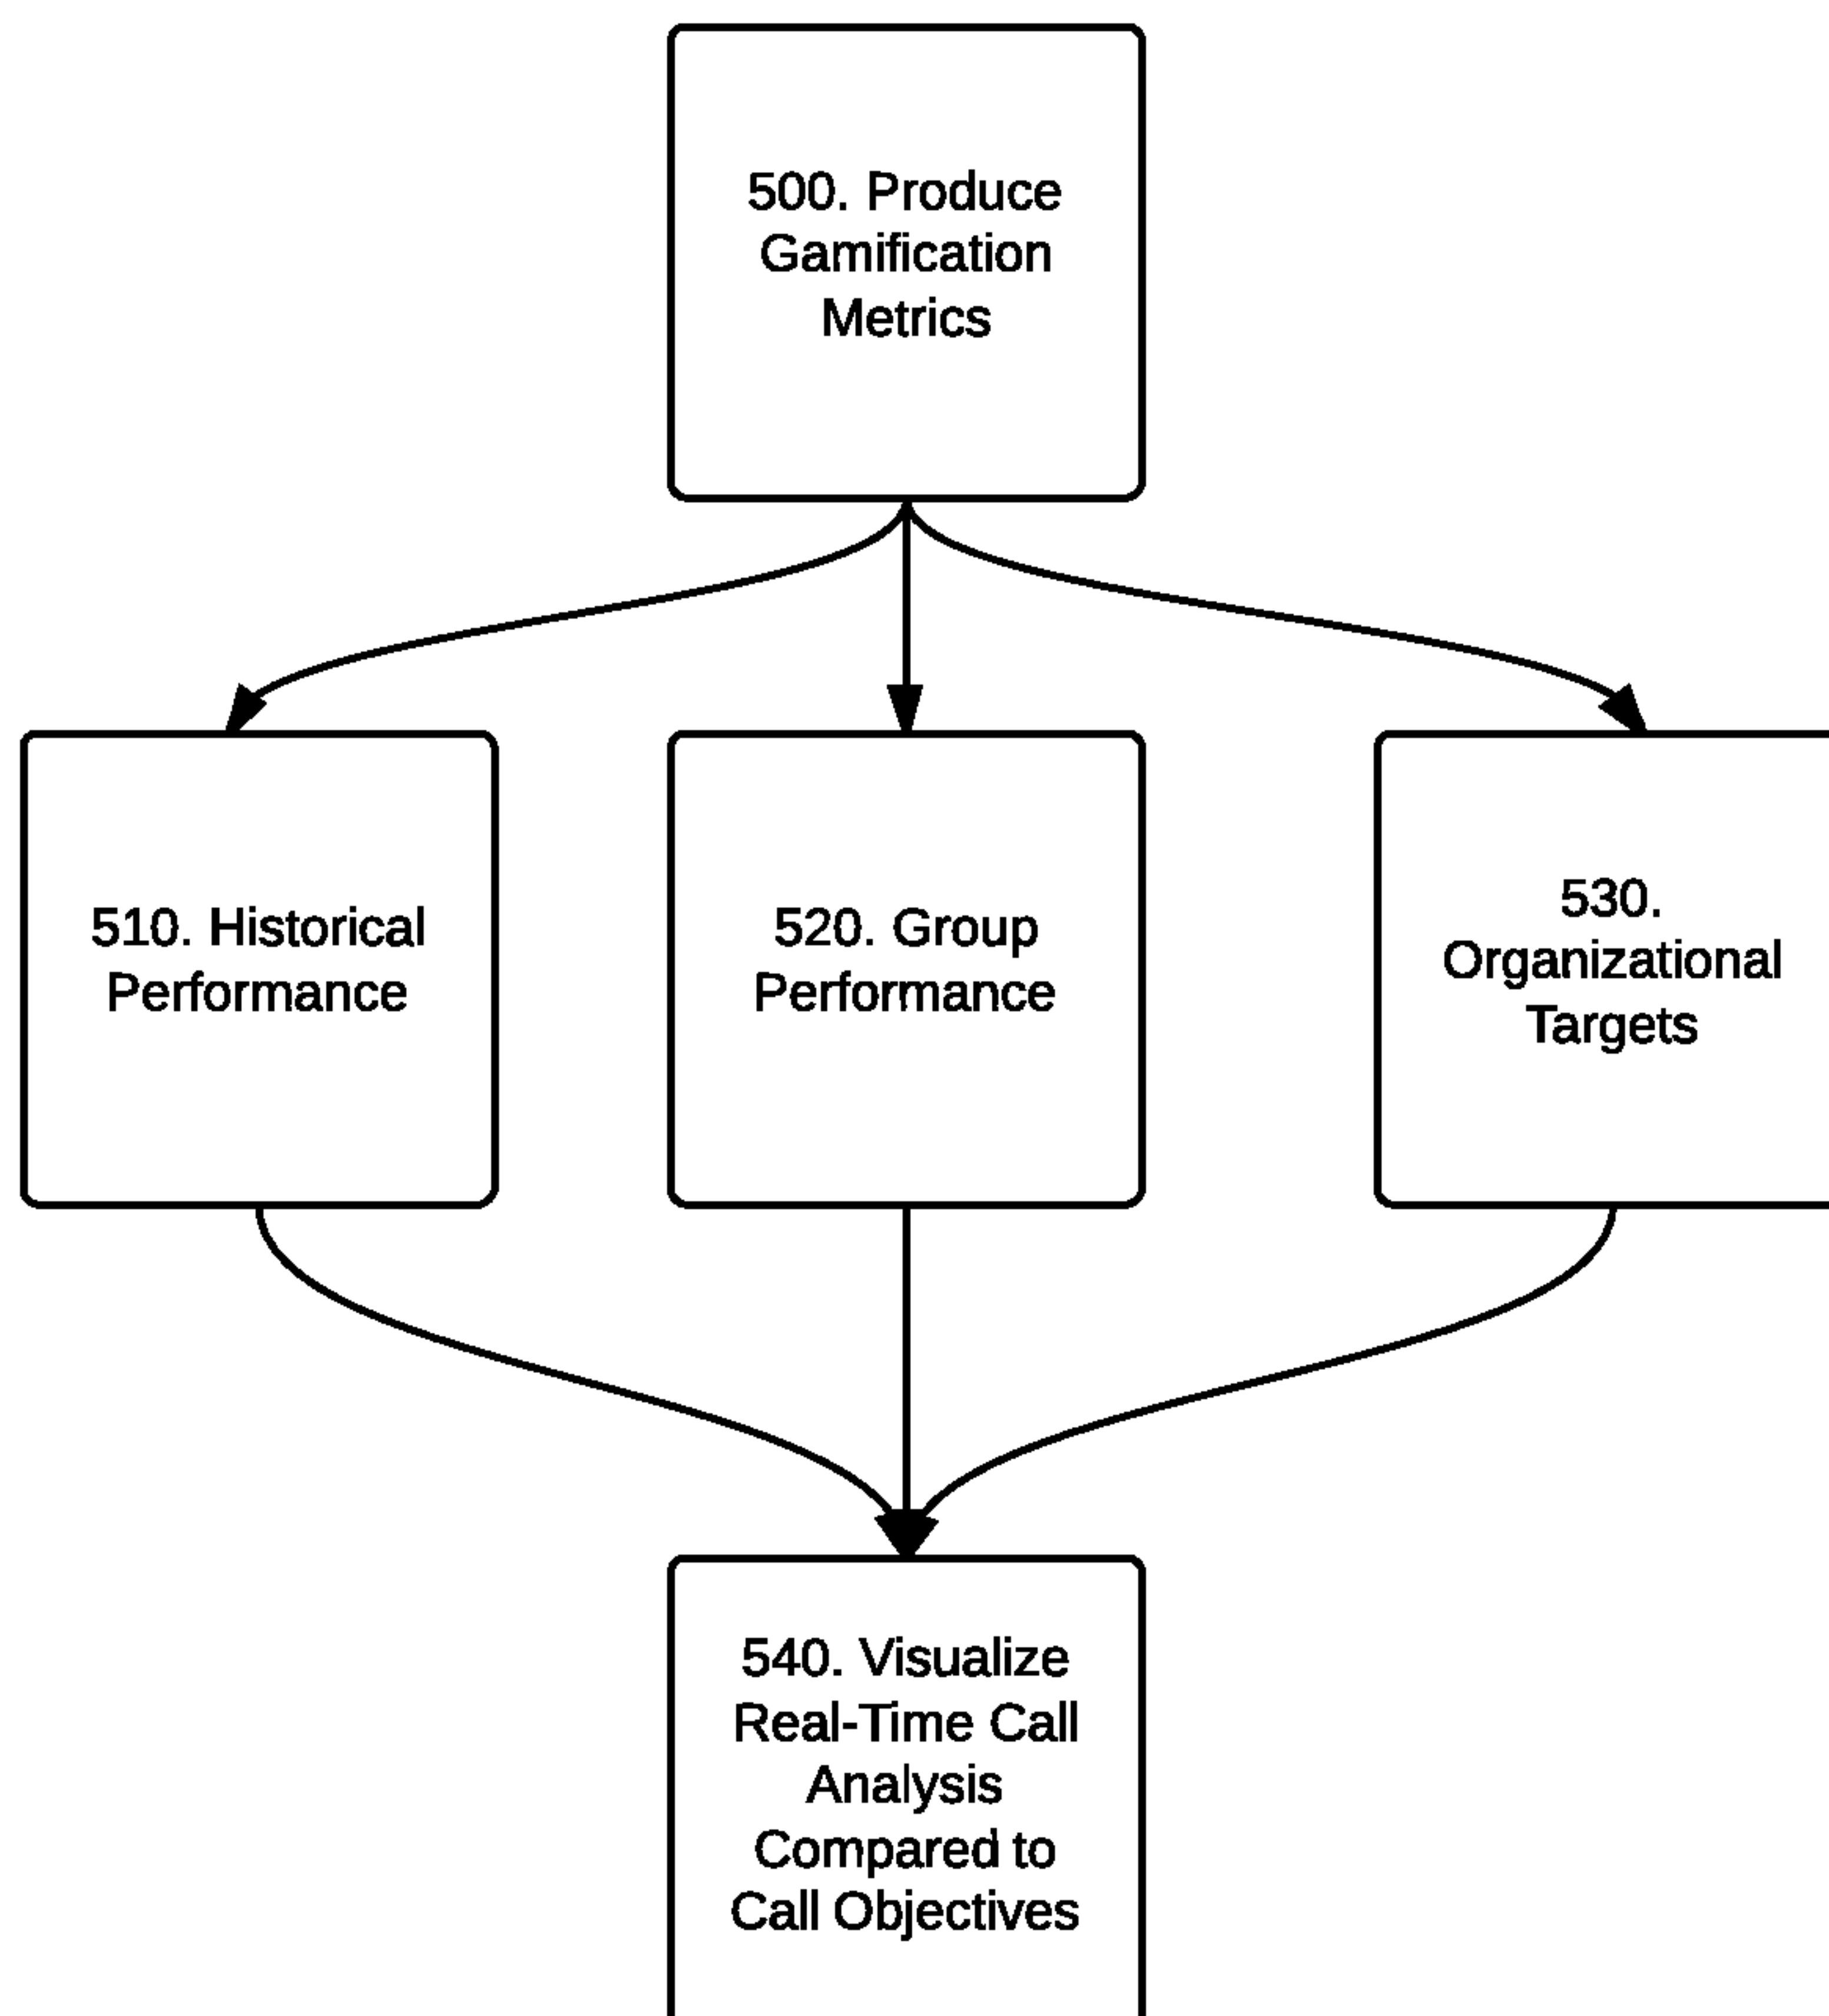 500. Produce
Gamification
Metrics
510. Historical
Performance
520. Group
Performance
530.
Organizational
Targets
540. Visualize
Real-Time Call
Analysis
Compared to
Call Objectives